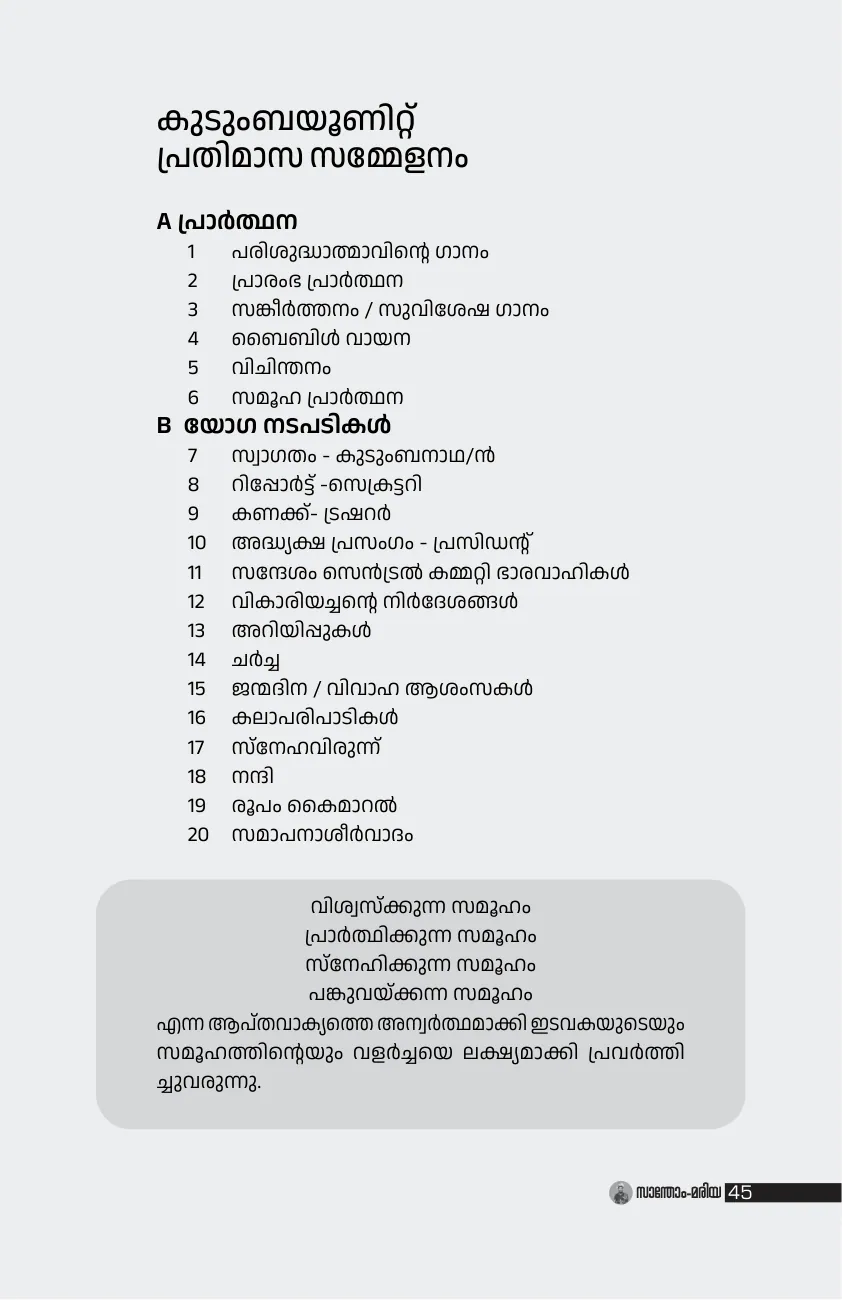 കുടുംബയൂണിറ്റ്
പ്രതിമാസ സമ്മേളനം
A പ്രാർത്ഥന
1 പരിശുദ്ധാത്മാവിന്റെ ഗാനം
2 പ്രാരംഭ പ്രാർത്ഥന
3 സങ്കീർത്തനം / സുവിശേഷ ഗാനം
4 ബൈബിൾ വായന
5 വിചിന്തനം
6 സമൂഹ പ്രാർത്ഥന
B യോഗ നടപടികൾ
7 സ്വാഗതം - കുടുംബനാഥ/ൻ
8 റിപ്പോർട്ട് -സെക്രട്ടറി
9 കണക്ക്- ട്രഷറർ
10 അദ്ധ്യക്ഷ പ്രസംഗം - പ്രസിഡന്റ്
11 സന്ദേശം സെൻട്രൽ കമ്മറ്റി ഭാരവാഹികൾ
12 വികാരിയച്ചന്റെ നിർദേശങ്ങൾ
13 അറിയിപ്പുകൾ
14 ചർച്ച
15 ജന്മദിന / വിവാഹ ആശംസകൾ
16 കലാപരിപാടികൾ
17 സ്നേഹവിരുന്ന്
18 നന്ദി
19 രൂപം കൈമാറൽ
20 സമാപനാശീർവാദം
വിശ്വസ്ക്കുന്ന സമൂഹം
പ്രാർത്ഥിക്കുന്ന സമൂഹം
സ്നേഹിക്കുന്ന സമൂഹം
പങ്കുവയ്ക്കന്ന സമൂഹം
എന്ന ആപ്തവാക്യത്തെ അന്വർത്ഥമാക്കി ഇടവകയുടെയും
സമൂഹത്തിന്റെയും വളർച്ചയെ ലക്ഷ്യമാക്കി പ്രവർത്തി
ച്ചുവരുന്നു.
സാന്തോം-മരിയ 45